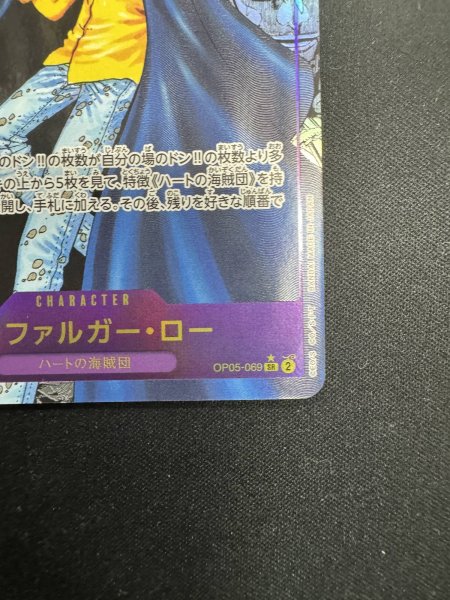 のドン!!の枚数が自分の場のドン!!の枚数より多
の上から5枚を見て、特徴《ハートの海賊団》を持
開し、手札に加える。その後、残りを好きな順番で
CHARACTER
ファルガー・ロー
ハートの海賊団
OP05-069 SR 2